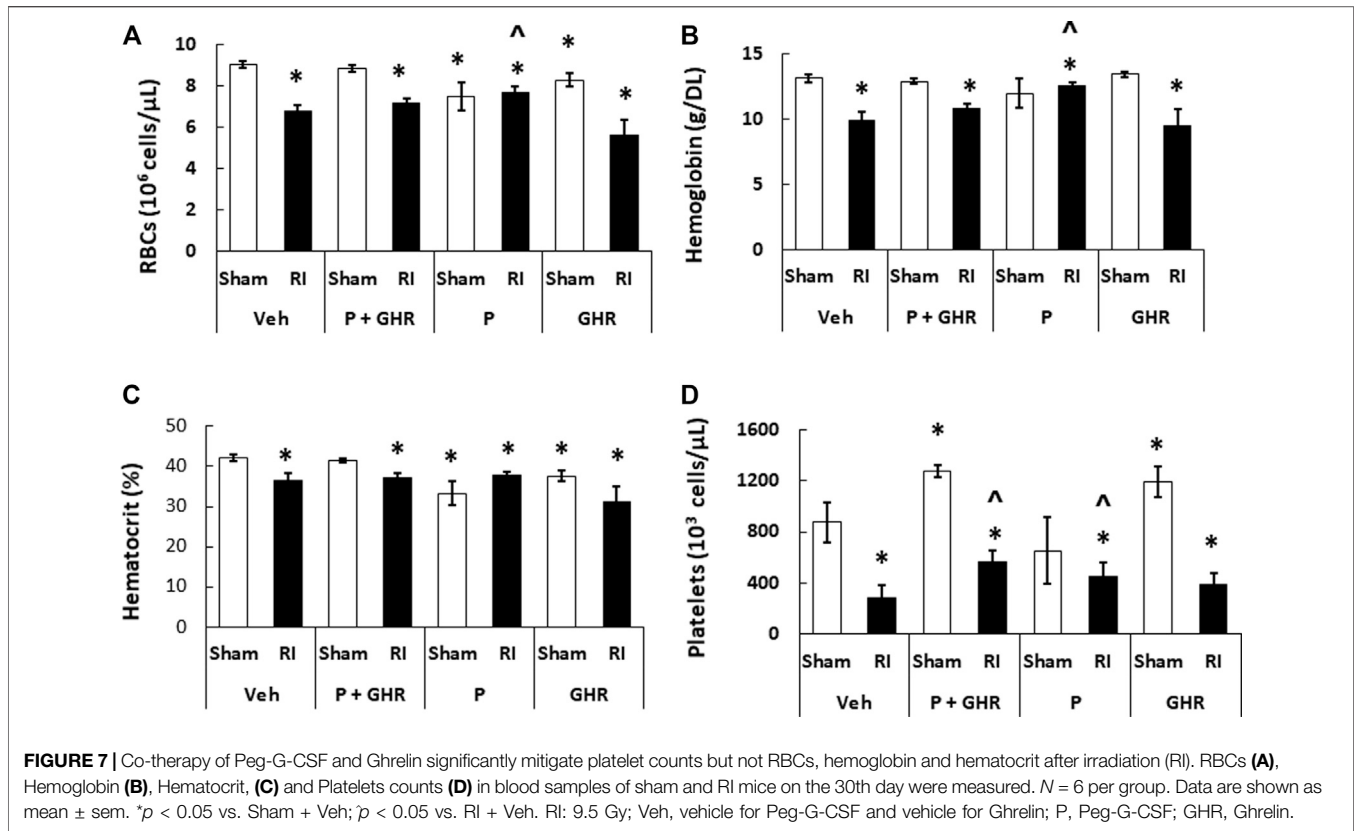 A
^
*
*
*
*
*
*
*
10
8
6
4
2
0
RBCs (10⁶ cells/µL)
Sham RI Sham RI Sham RI Sham RI
Veh P + GHR P GHR
B
^
*
*
*
*
15
10
5
0
Hemoglobin (g/DL)
Sham RI Sham RI Sham RI Sham RI
Veh P + GHR P GHR
C
* * * * * *
50
40
30
20
10
0
Hematocrit (%)
Sham RI Sham RI Sham RI Sham RI
Veh P + GHR P GHR
D
*
*
^
^
*
*
*
*
1600
1200
800
400
0
Platelets (10³ cells/µL)
Sham RI Sham RI Sham RI Sham RI
Veh P + GHR P GHR
FIGURE 7 | Co-therapy of Peg-G-CSF and Ghrelin significantly mitigate platelet counts but not RBCs, hemoglobin and hematocrit after irradiation (RI). RBCs (A),
Hemoglobin (B), Hematocrit, (C) and Platelets counts (D) in blood samples of sham and RI mice on the 30th day were measured. N = 6 per group. Data are shown as
mean ± sem. *p < 0.05 vs. Sham + Veh; p̂ < 0.05 vs. RI + Veh. RI: 9.5 Gy; Veh, vehicle for Peg-G-CSF and vehicle for Ghrelin; P, Peg-G-CSF; GHR, Ghrelin.